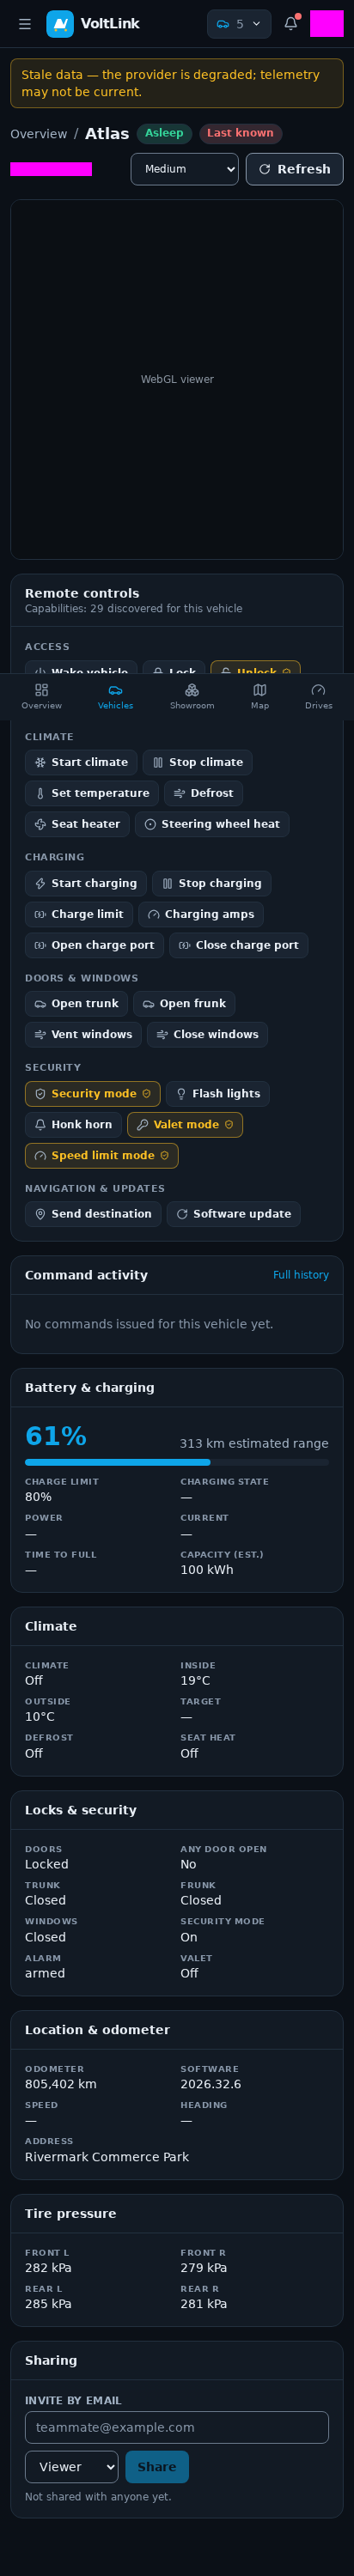 VoltLink
5
Stale data — the provider is degraded; telemetry
may not be current.
Overview / Atlas Asleep Last known
Medium Refresh
WebGL viewer
Remote controls
Capabilities: 29 discovered for this vehicle
ACCESS
Wake vehicle Lock Unlock
Overview Vehicles Showroom Map Drives
CLIMATE
Start climate Stop climate
Set temperature Defrost
Seat heater Steering wheel heat
CHARGING
Start charging Stop charging
Charge limit Charging amps
Open charge port Close charge port
DOORS & WINDOWS
Open trunk Open frunk
Vent windows Close windows
SECURITY
Security mode Flash lights
Honk horn Valet mode
Speed limit mode
NAVIGATION & UPDATES
Send destination Software update
Command activity Full history
No commands issued for this vehicle yet.
Battery & charging
61% 313 km estimated range
CHARGE LIMIT CHARGING STATE
80% —
POWER CURRENT
— —
TIME TO FULL CAPACITY (EST.)
— 100 kWh
Climate
CLIMATE INSIDE
Off 19°C
OUTSIDE TARGET
10°C —
DEFROST SEAT HEAT
Off Off
Locks & security
DOORS ANY DOOR OPEN
Locked No
TRUNK FRUNK
Closed Closed
WINDOWS SECURITY MODE
Closed On
ALARM VALET
armed Off
Location & odometer
ODOMETER SOFTWARE
805,402 km 2026.32.6
SPEED HEADING
— —
ADDRESS
Rivermark Commerce Park
Tire pressure
FRONT L FRONT R
282 kPa 279 kPa
REAR L REAR R
285 kPa 281 kPa
Sharing
INVITE BY EMAIL
teammate@example.com
Viewer Share
Not shared with anyone yet.